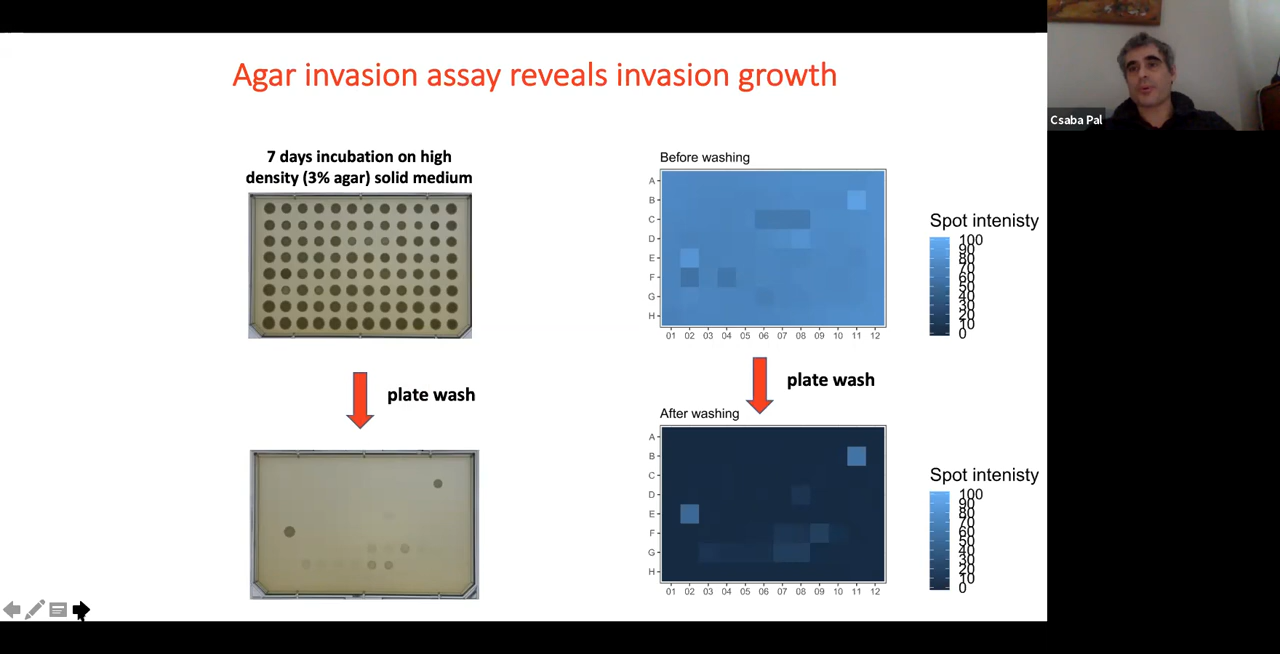 Agar invasion assay reveals invasion growth
Csaba Pal
7 days incubation on high
density (3% agar) solid medium
plate wash
Before washing
A
B
C
D
E
F
G
H
01 02 03 04 05 06 07 08 09 10 11 12
Spot intenisty
100
90
80
70
60
50
40
30
20
10
0
plate wash
After washing
A
B
C
D
E
F
G
H
01 02 03 04 05 06 07 08 09 10 11 12
Spot intenisty
100
90
80
70
60
50
40
30
20
10
0